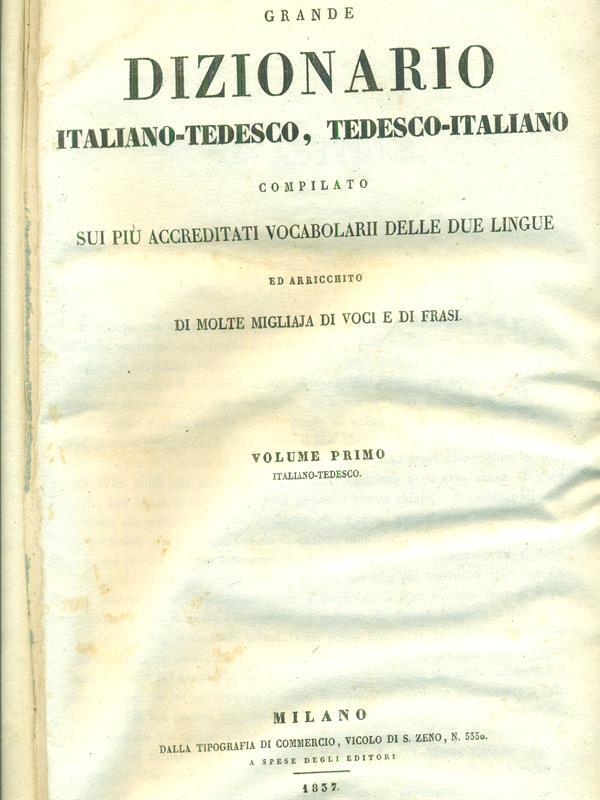 GRANDE
DIZIONARIO
ITALIANO-TEDESCO, TEDESCO-ITALIANO
COMPILATO
SUI PIÙ ACCREDITATI VOCABOLARII DELLE DUE LINGUE
ED ARRICCHITO
DI MOLTE MIGLIAJA DI VOCI E DI FRASI.
VOLUME PRIMO
ITALIANO-TEDESCO.
MILANO
DALLA TIPOGRAFIA DI COMMERCIO, VICOLO DI S. ZENO, N. 5550.
A SPESE DEGLI EDITORI
1837.